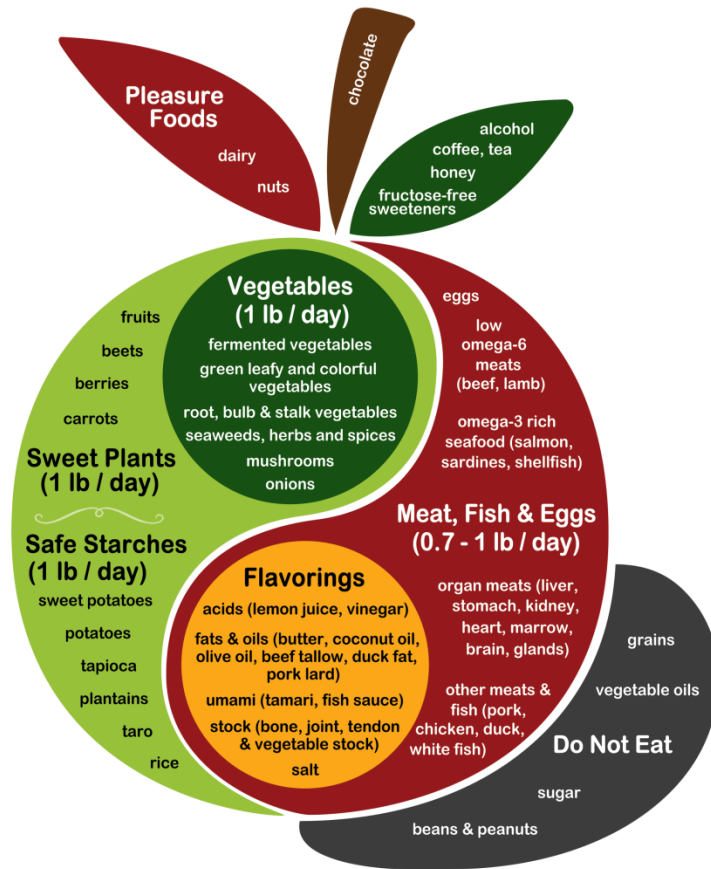 Pleasure
Foods
dairy
nuts
chocolate
alcohol
coffee, tea
honey
fructose-free
sweeteners
Vegetables
(1 lb / day)
fermented vegetables
green leafy and colorful
vegetables
root, bulb & stalk vegetables
seaweeds, herbs and spices
mushrooms
onions
fruits
beets
berries
carrots
Sweet Plants
(1 lb / day)
Safe Starches
(1 lb / day)
sweet potatoes
potatoes
tapioca
plantains
taro
rice
eggs
low
omega-6
meats
(beef, lamb)
omega-3 rich
seafood (salmon,
sardines, shellfish)
Meat, Fish & Eggs
(0.7 - 1 lb / day)
organ meats (liver,
stomach, kidney,
heart, marrow,
brain, glands)
other meats &
fish (pork,
chicken, duck,
white fish)
Flavorings
acids (lemon juice, vinegar)
fats & oils (butter, coconut oil,
olive oil, beef tallow, duck fat,
pork lard)
umami (tamari, fish sauce)
stock (bone, joint, tendon
& vegetable stock)
salt
grains
vegetable oils
Do Not Eat
sugar
beans & peanuts